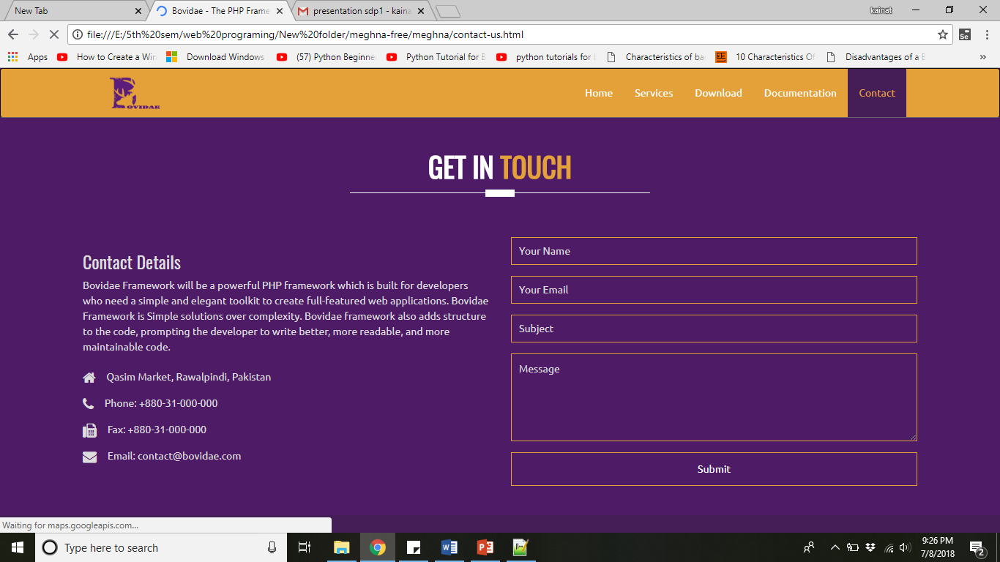 New Tab
Bovidae - The PHP Frame
presentation sdp1 - kaina
kainat
file:///E:/5th%20sem/web%20programing/New%20folder/meghna-free/meghna/contact-us.html
Se
Apps
How to Create a Win
Download Windows
(57) Python Beginne
Python Tutorial for B
python tutorials for
Characteristics of ba
10 Characteristics Of
Disadvantages of a B
»
BOVIDAE
Home
Services
Download
Documentation
Contact
GET IN TOUCH
Contact Details
Bovidae Framework will be a powerful PHP framework which is built for developers
who need a simple and elegant toolkit to create full-featured web applications. Bovidae
Framework is Simple solutions over complexity. Bovidae framework also adds structure
to the code, prompting the developer to write better, more readable, and more
maintainable code.
Qasim Market, Rawalpindi, Pakistan
Phone: +880-31-000-000
Fax: +880-31-000-000
Email: contact@bovidae.com
Your Name
Your Email
Subject
Message
Submit
Waiting for maps.googleapis.com...
Type here to search
9:26 PM
7/8/2018
2